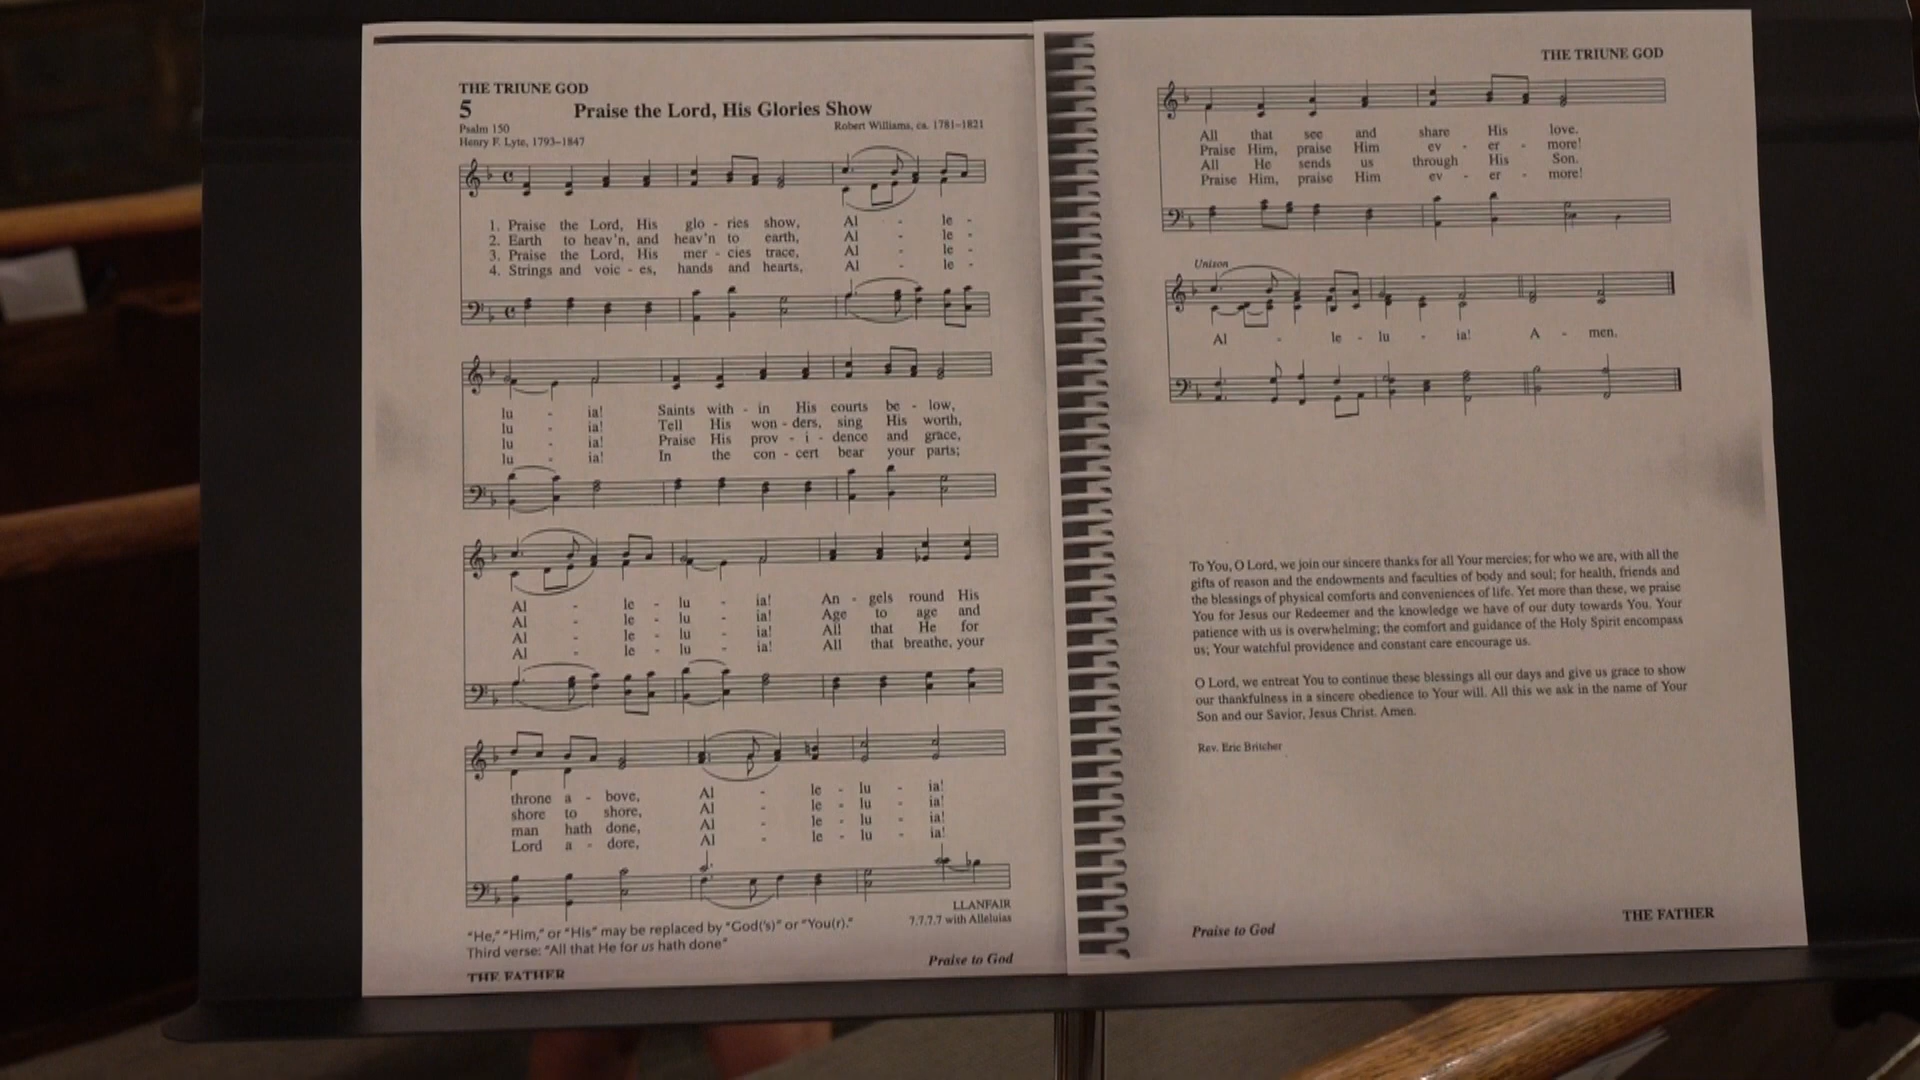 THE TRIUNE GOD
5 Praise the Lord, His Glories Show
Psalm 150
Robert Williams, ca. 1781–1821
Henry F. Lyte, 1793–1847
1. Praise the Lord, His glo - ries show, Al - le -
2. Earth to heav'n, and heav'n to earth, Al - le -
3. Praise the Lord, His mer - cies trace, Al - le -
4. Strings and voic - es, hands and hearts, Al - le -
lu - ia! Saints with - in His courts be - low,
lu - ia! Tell His won - ders, sing His worth,
lu - ia! Praise His prov - i - dence and grace,
lu - ia! In the con - cert bear your parts;
Al - le - lu - ia! An - gels round His
Al - le - lu - ia! Age to age and
Al - le - lu - ia! All that He for
Al - le - lu - ia! All that breathe, your
throne a - bove, Al - le - lu - ia!
shore to shore, Al - le - lu - ia!
man hath done, Al - le - lu - ia!
Lord a - dore, Al - le - lu - ia!
LLANFAIR
7.7.7.7 with Alleluias
"He," "Him," or "His" may be replaced by "God('s)" or "You(r)."
Third verse: "All that He for us hath done"
Praise to God
THE FATHER
THE TRIUNE GOD
All that see and share His love.
Praise Him, praise Him ev - er - more!
All He sends us through His Son.
Praise Him, praise Him ev - er - more!
Unison
Al - le - lu - ia! A - men.
To You, O Lord, we join our sincere thanks for all Your mercies; for who we are, with all the
gifts of reason and the endowments and faculties of body and soul; for health, friends and
the blessings of physical comforts and conveniences of life. Yet more than these, we praise
You for Jesus our Redeemer and the knowledge we have of our duty towards You. Your
patience with us is overwhelming; the comfort and guidance of the Holy Spirit encompass
us; Your watchful providence and constant care encourage us.
O Lord, we entreat You to continue these blessings all our days and give us grace to show
our thankfulness in a sincere obedience to Your will. All this we ask in the name of Your
Son and our Savior, Jesus Christ. Amen.
Rev. Eric Britcher
Praise to God
THE FATHER